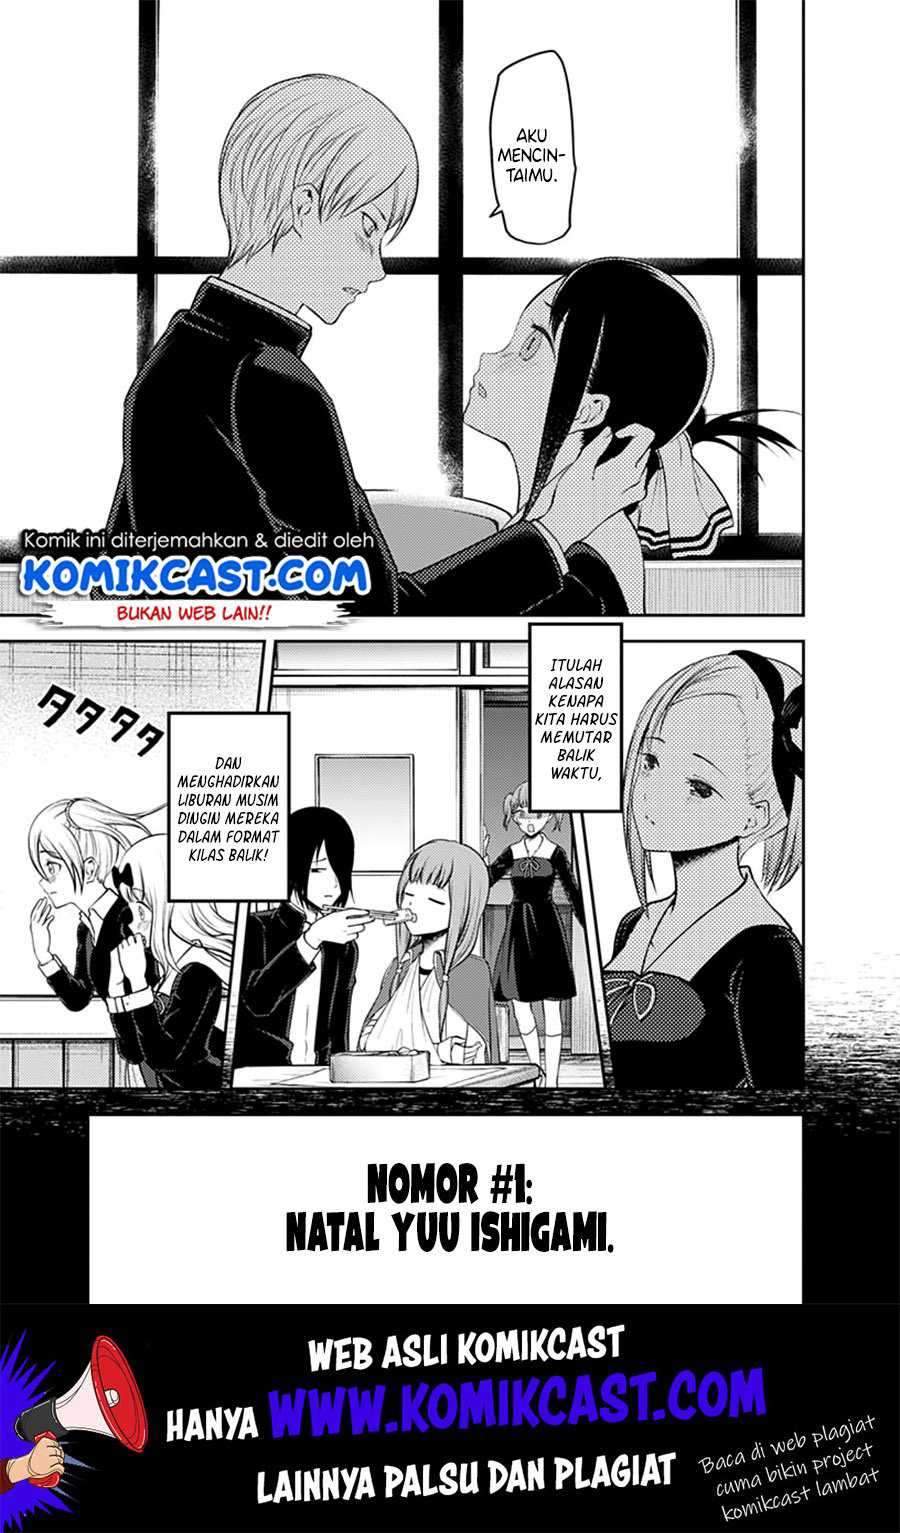 AKU
MENCIN-
TAIMU.
Komik ini diterjemahkan & diedit oleh
KOMIKCAST.COM
BUKAN WEB LAIN!!
ITULAH
ALASAN
KENAPA
KITA HARUS
MEMUTAR
BALIK
WAKTU,
DAN
MENGHADIRKAN
LIBURAN MUSIM
DINGIN MEREKA
DALAM FORMAT
KILAS BALIK!
タタタタ
NOMOR #1:
NATAL YUU ISHIGAMI.
WEB ASLI KOMIKCAST
HANYA WWW.KOMIKCAST.COM
LAINNYA PALSU DAN PLAGIAT
Baca di web plagiat
cuma bikin project
komikcast lambat